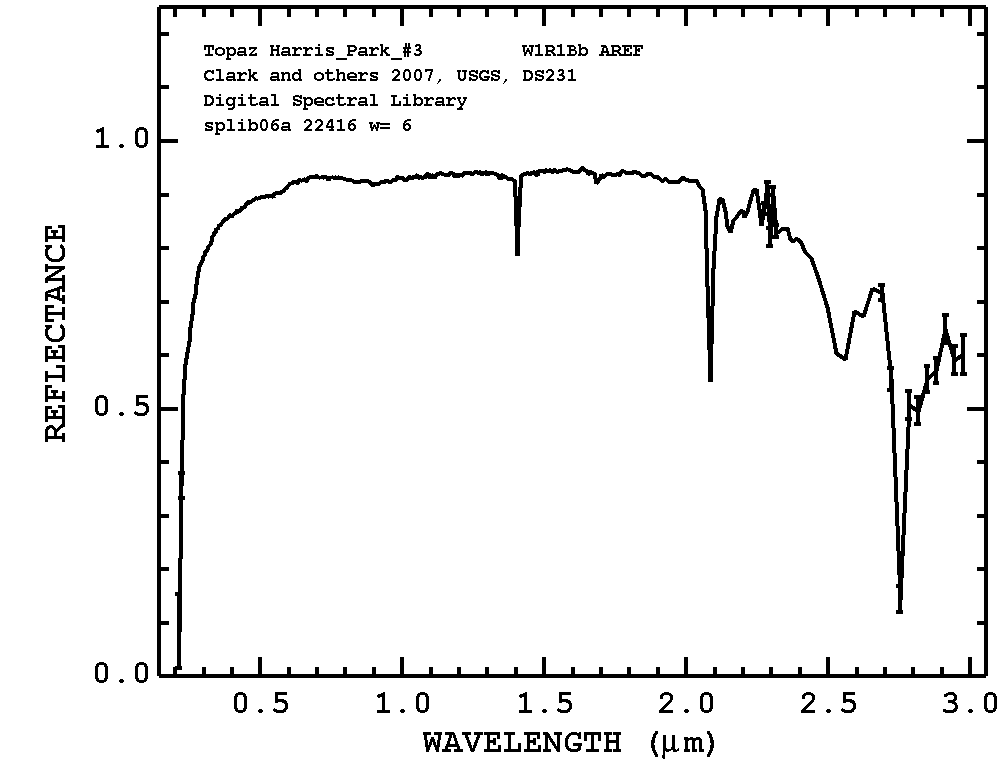 Topaz Harris_Park_#3 W1R1Bb AREF
Clark and others 2007, USGS, DS231
Digital Spectral Library
splib06a 22416 w= 6
1.0
0.5
0.0
REFLECTANCE
0.5 1.0 1.5 2.0 2.5 3.0
WAVELENGTH (μm)